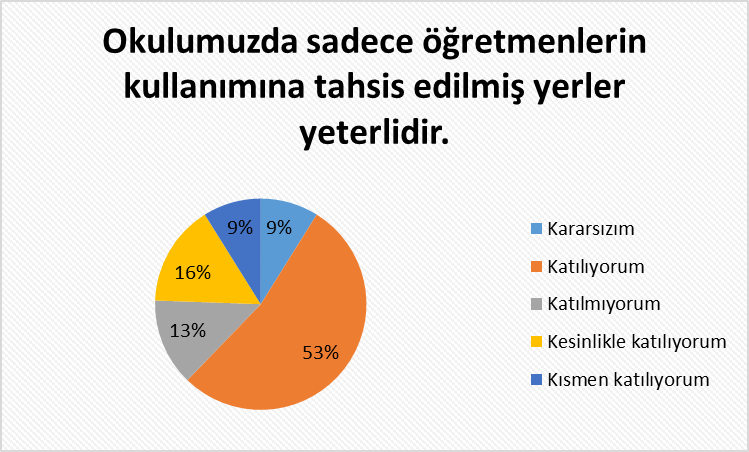 Okulumuzda sadece öğretmenlerin
kullanımına tahsis edilmiş yerler
yeterlidir.
9%
9%
16%
13%
53%
Kararsızım
Katılıyorum
Katılmıyorum
Kesinlikle katılıyorum
Kısmen katılıyorum